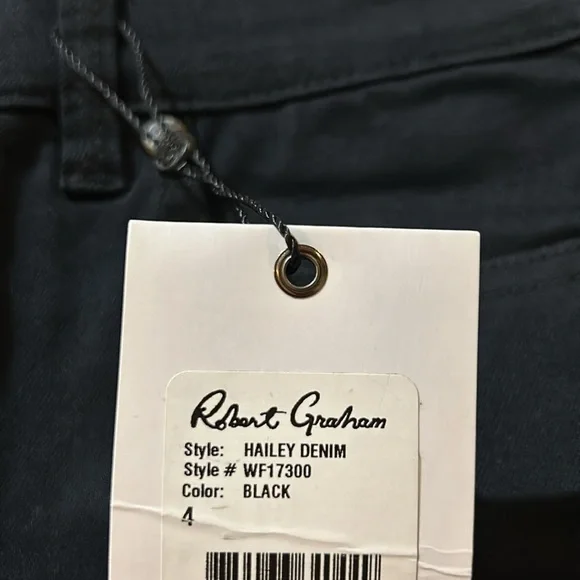 Robert Graham
Style: HAILEY DENIM
Style # WF17300
Color: BLACK
4